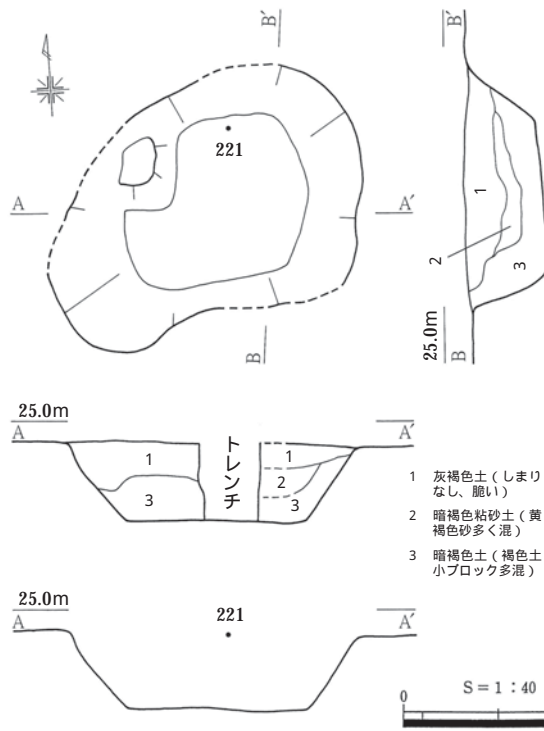 B′
B′
221
A
A′
1
2
3
25.0m
B
B
25.0m
A
A′
トレンチ
1
1
2
3
3
1 灰褐色土(しまり
なし、脆い)
2 暗褐色粘砂土(黄
褐色砂多く混)
3 暗褐色土(褐色土
小ブロック多混)
25.0m
A
221
A′
S=1:40
0